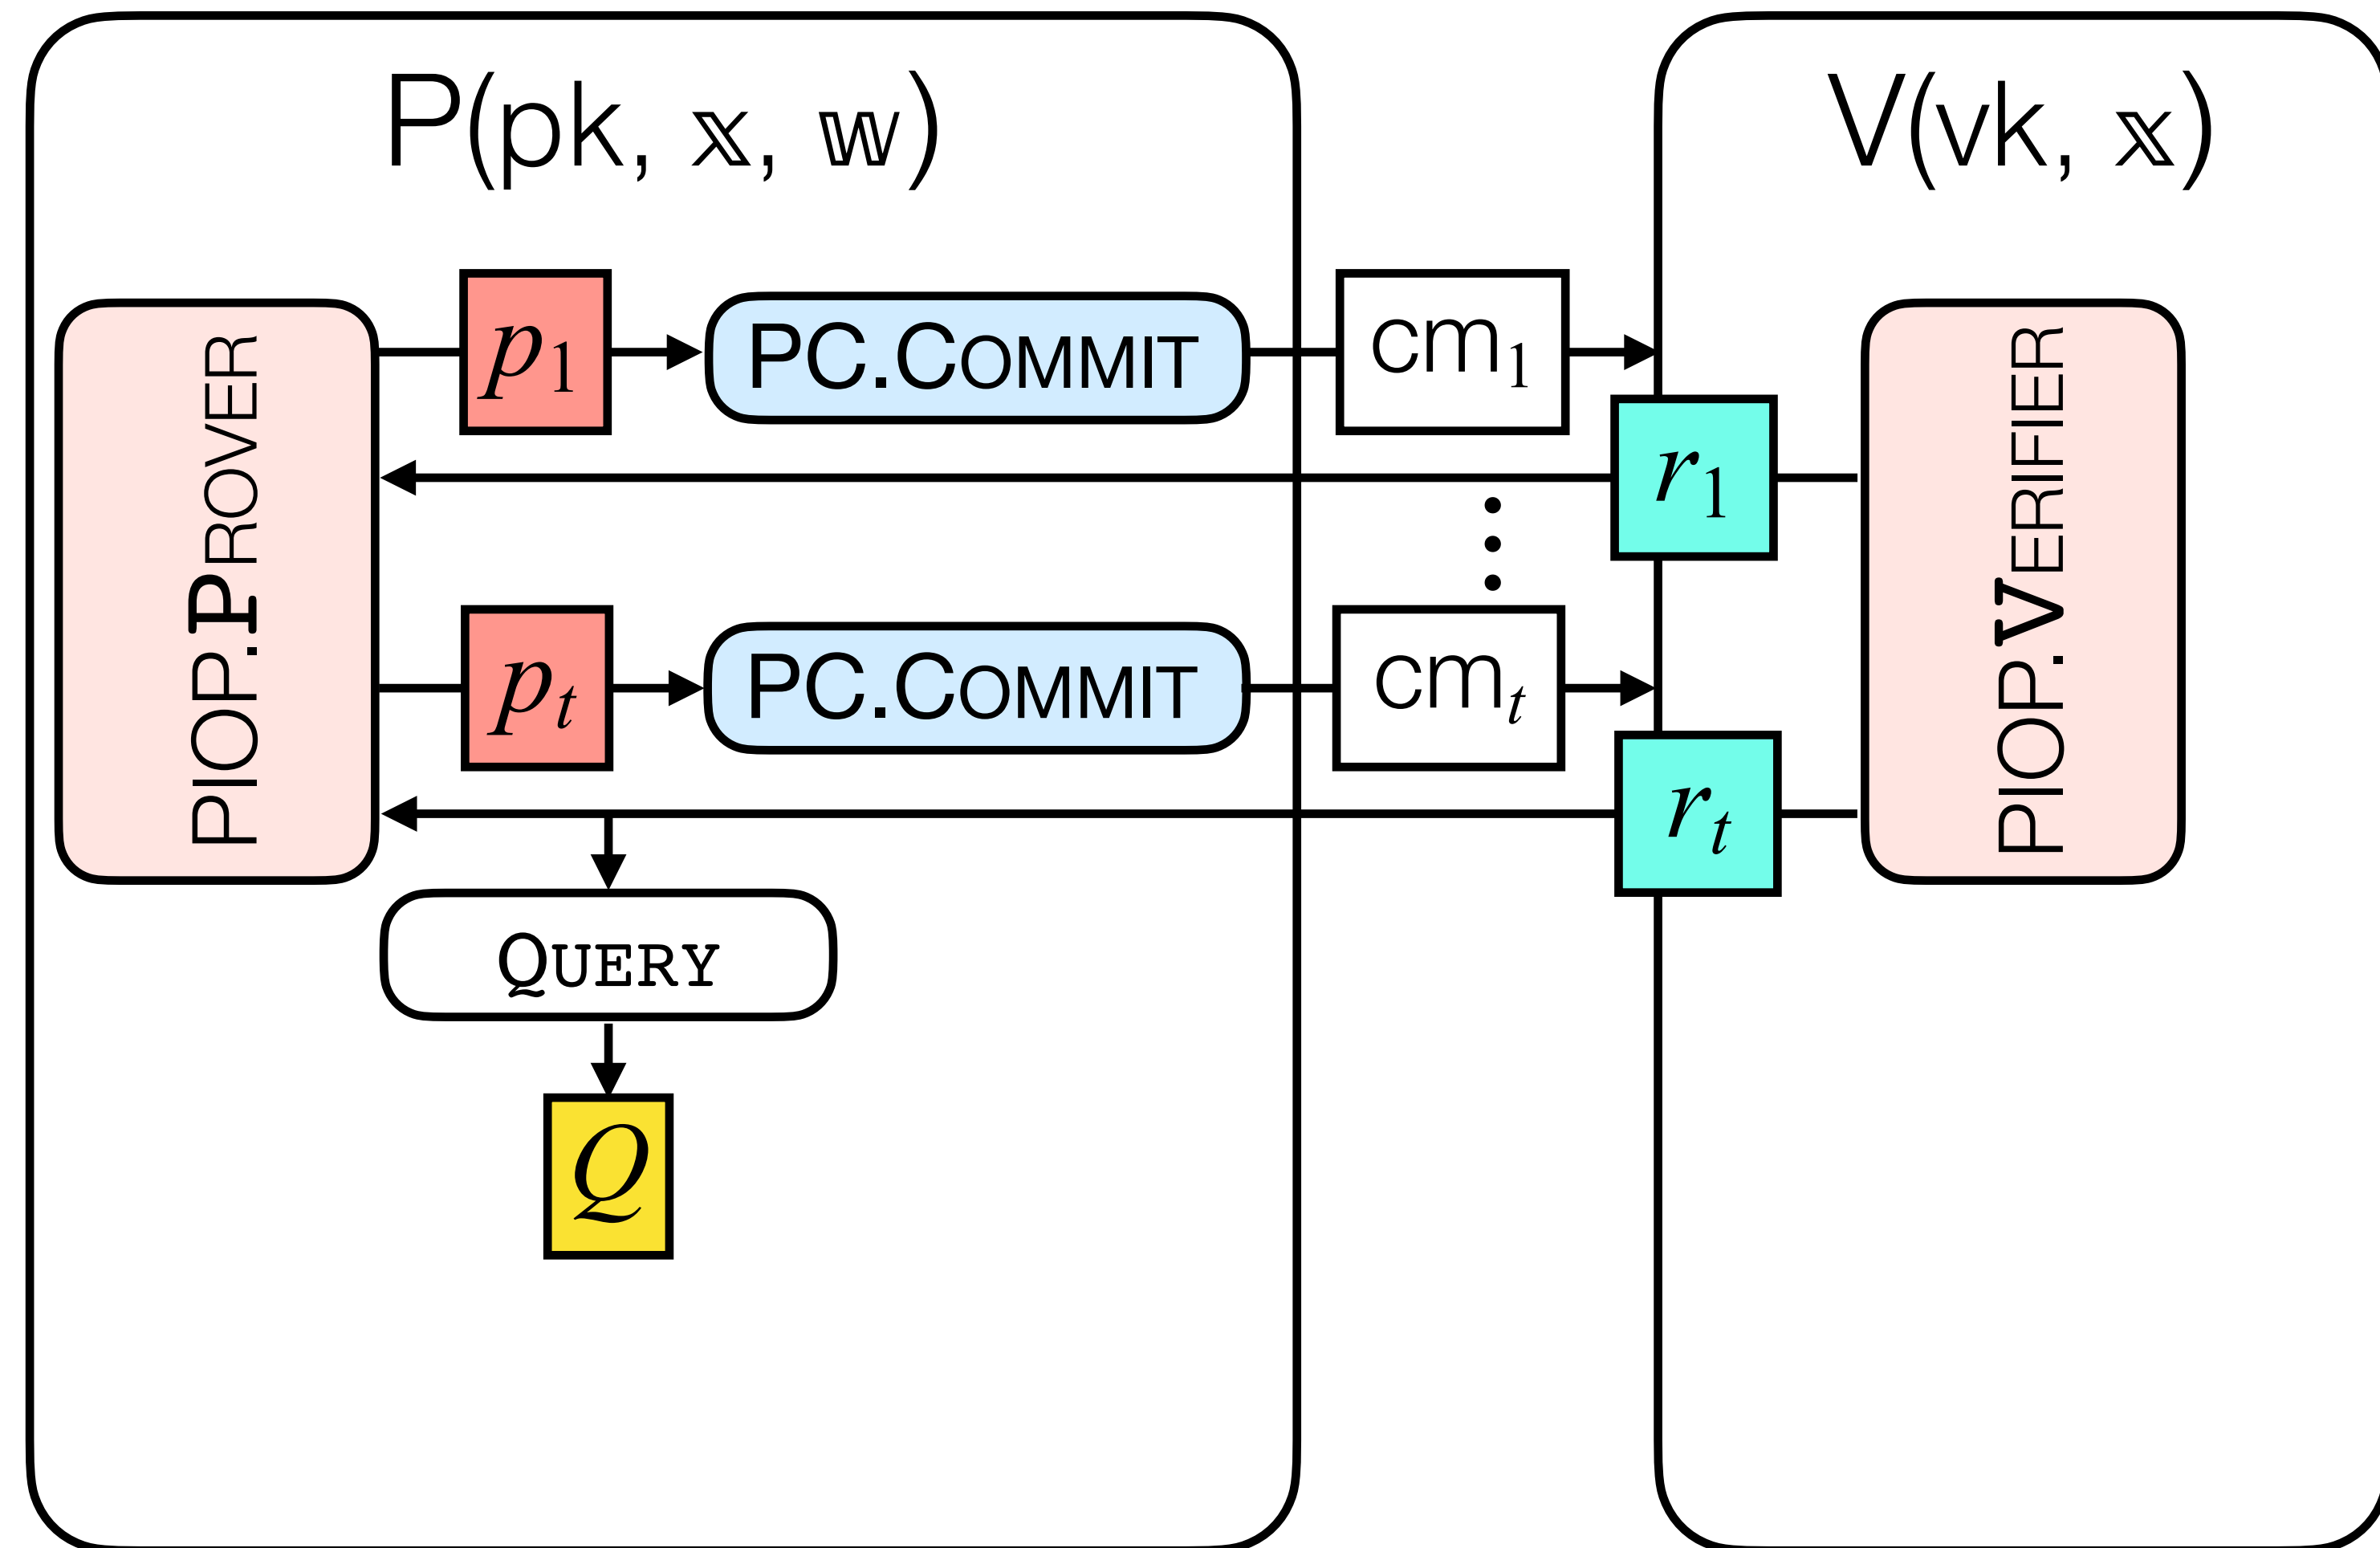 P(pk, 𝕩, 𝕨)
V(vk, 𝕩)
PIOP.PROVER
p₁
PC.COMMIT
cm₁
r₁
PIOP.VERIFIER
pₜ
PC.COMMIT
cmₜ
rₜ
QUERY
Q